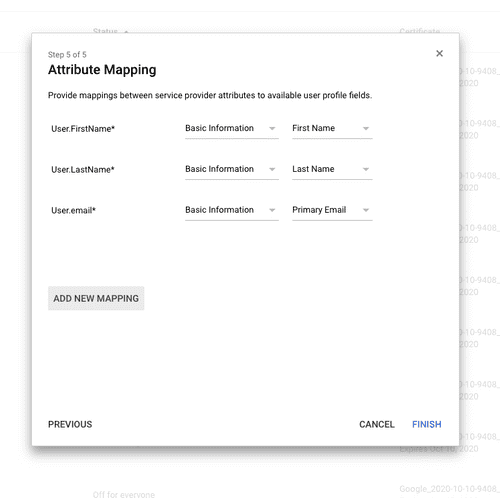 Status
Certificate
Step 5 of 5
Attribute Mapping
Provide mappings between service provider attributes to available user profile fields.
User.FirstName* Basic Information First Name
User.LastName* Basic Information Last Name
User.email* Basic Information Primary Email
ADD NEW MAPPING
PREVIOUS CANCEL FINISH
Off for everyone
Google_2020-10-10-9408_